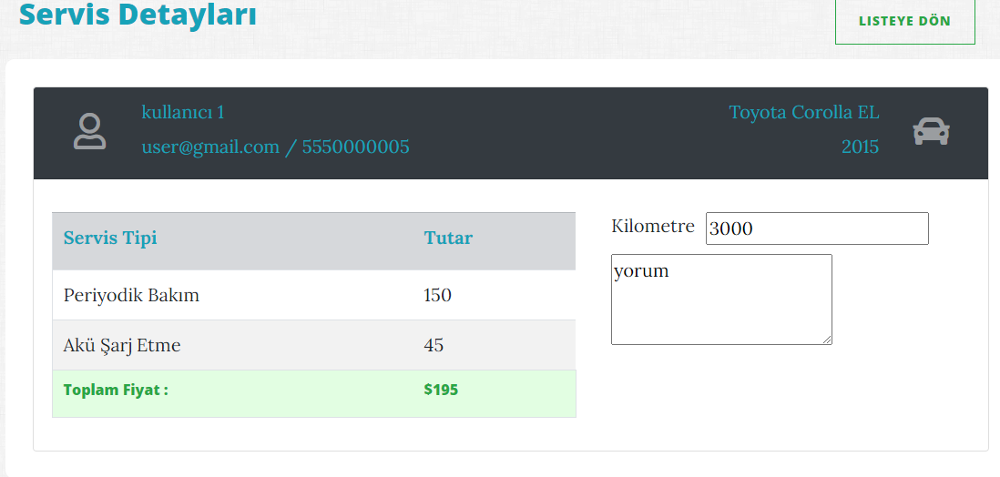 Servis Detayları
LISTEYE DÖN
kullanıcı 1
Toyota Corolla EL
user@gmail.com / 5550000005
2015
Servis Tipi Tutar
Periyodik Bakım 150
Akü Şarj Etme 45
Toplam Fiyat : $195
Kilometre 3000
yorum